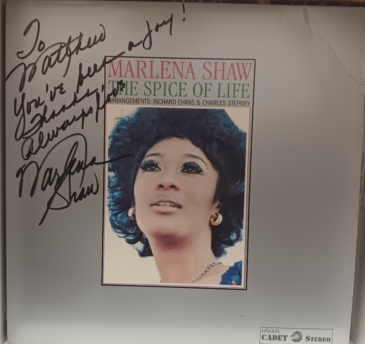 To
Matthew
You've been a joy!
Thanks,
Always
Marlena
Shaw
MARLENA SHAW
THE SPICE OF LIFE
ARRANGEMENTS: RICHARD EVANS & CHARLES STEPNEY
CADET STEREO